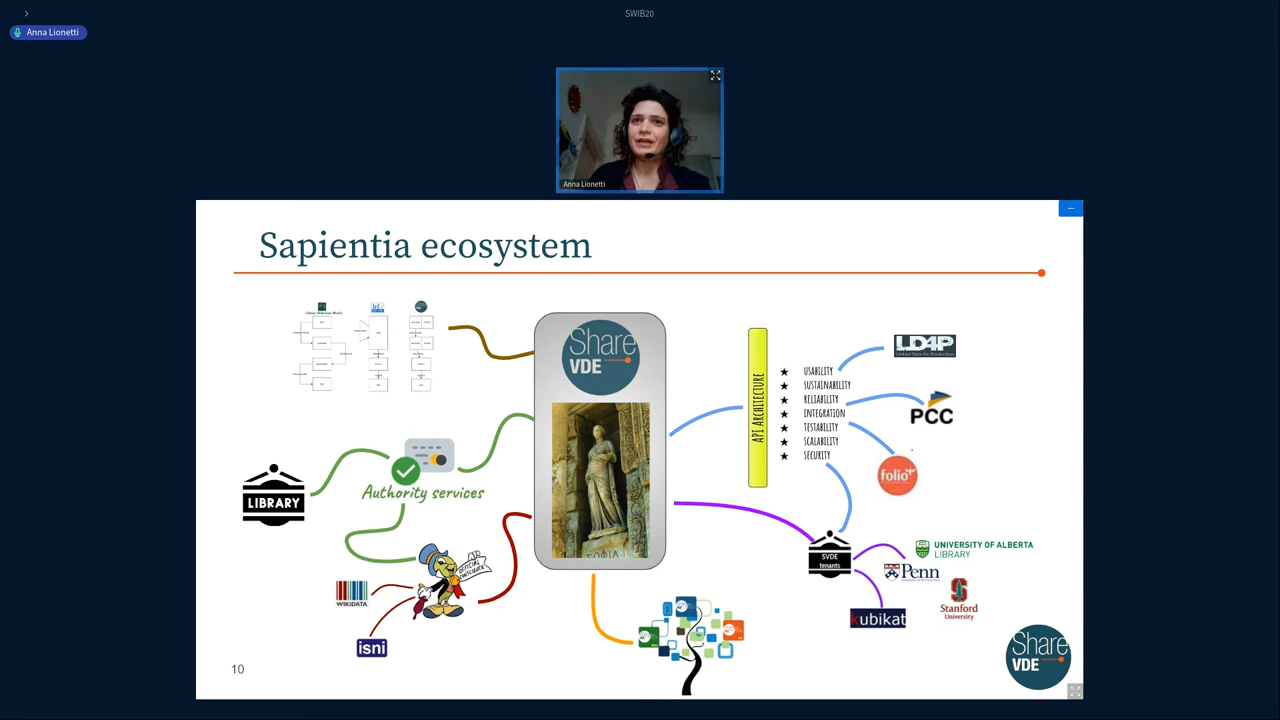 SWIB20
Anna Lionetti
Anna Lionetti
Sapientia ecosystem
Share
VDE
API ARCHITECTURE
USABILITY
SUSTAINABILITY
RELIABILITY
INTEGRATION
TESTABILITY
SCALABILITY
SECURITY
LD4P
PCC
folio
LIBRARY
Authority services
OFFICIAL
WIKIDATA
isni
ΣΟΦΙΑ
SVDE
tenants
UNIVERSITY OF ALBERTA
LIBRARY
Penn
Stanford
University
kubikat
Share
VDE
10